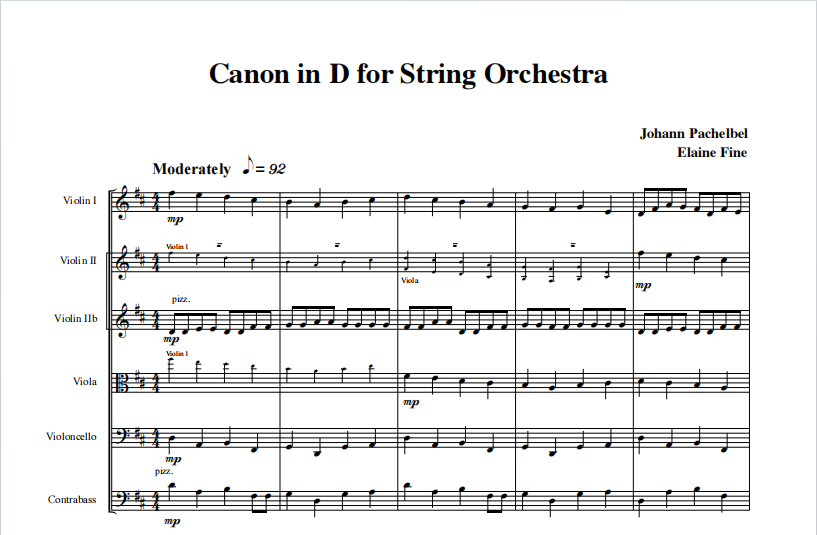 Canon in D for String Orchestra
Johann Pachelbel
Elaine Fine
Moderately ♪= 92
Violin I
mp
Violin I
Violin II
Viola
mp
pizz.
Violin IIb
mp
Violin I
Viola
mp
Violoncello
mp
pizz.
Contrabass
mp